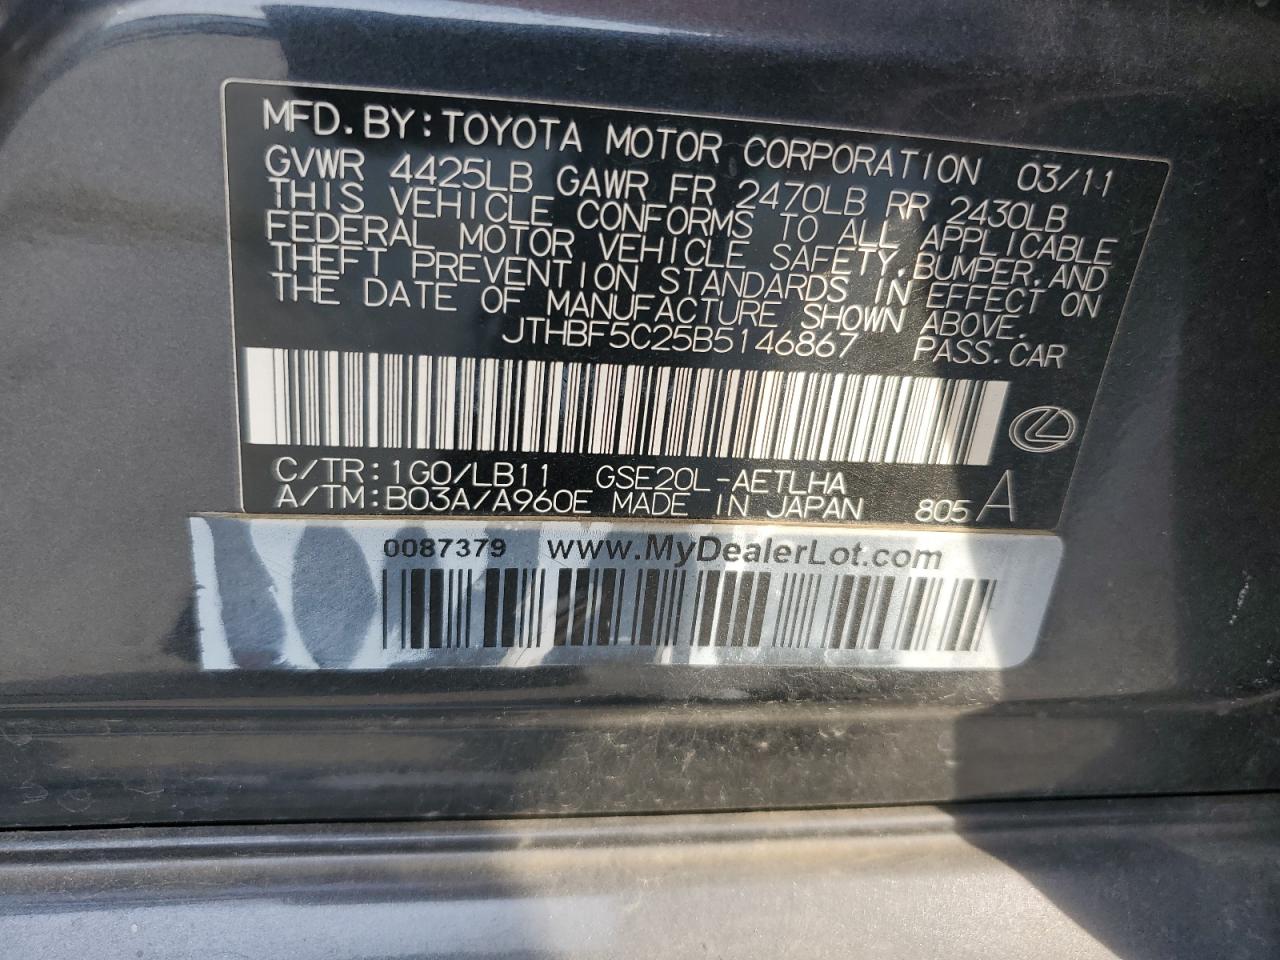 MFD.BY:TOYOTA MOTOR CORPORATION 03/11
GVWR 4425LB GAWR FR 2470LB RR 2430LB
THIS VEHICLE CONFORMS TO ALL APPLICABLE
FEDERAL MOTOR VEHICLE SAFETY,BUMPER,AND
THEFT PREVENTION STANDARDS IN EFFECT ON
THE DATE OF MANUFACTURE SHOWN ABOVE.
JTHBF5C25B5146867 PASS.CAR
C/TR:1G0/LB11 GSE20L-AETLHA
A/TM:B03A/A960E MADE IN JAPAN 805 A
0087379 www.MyDealerLot.com